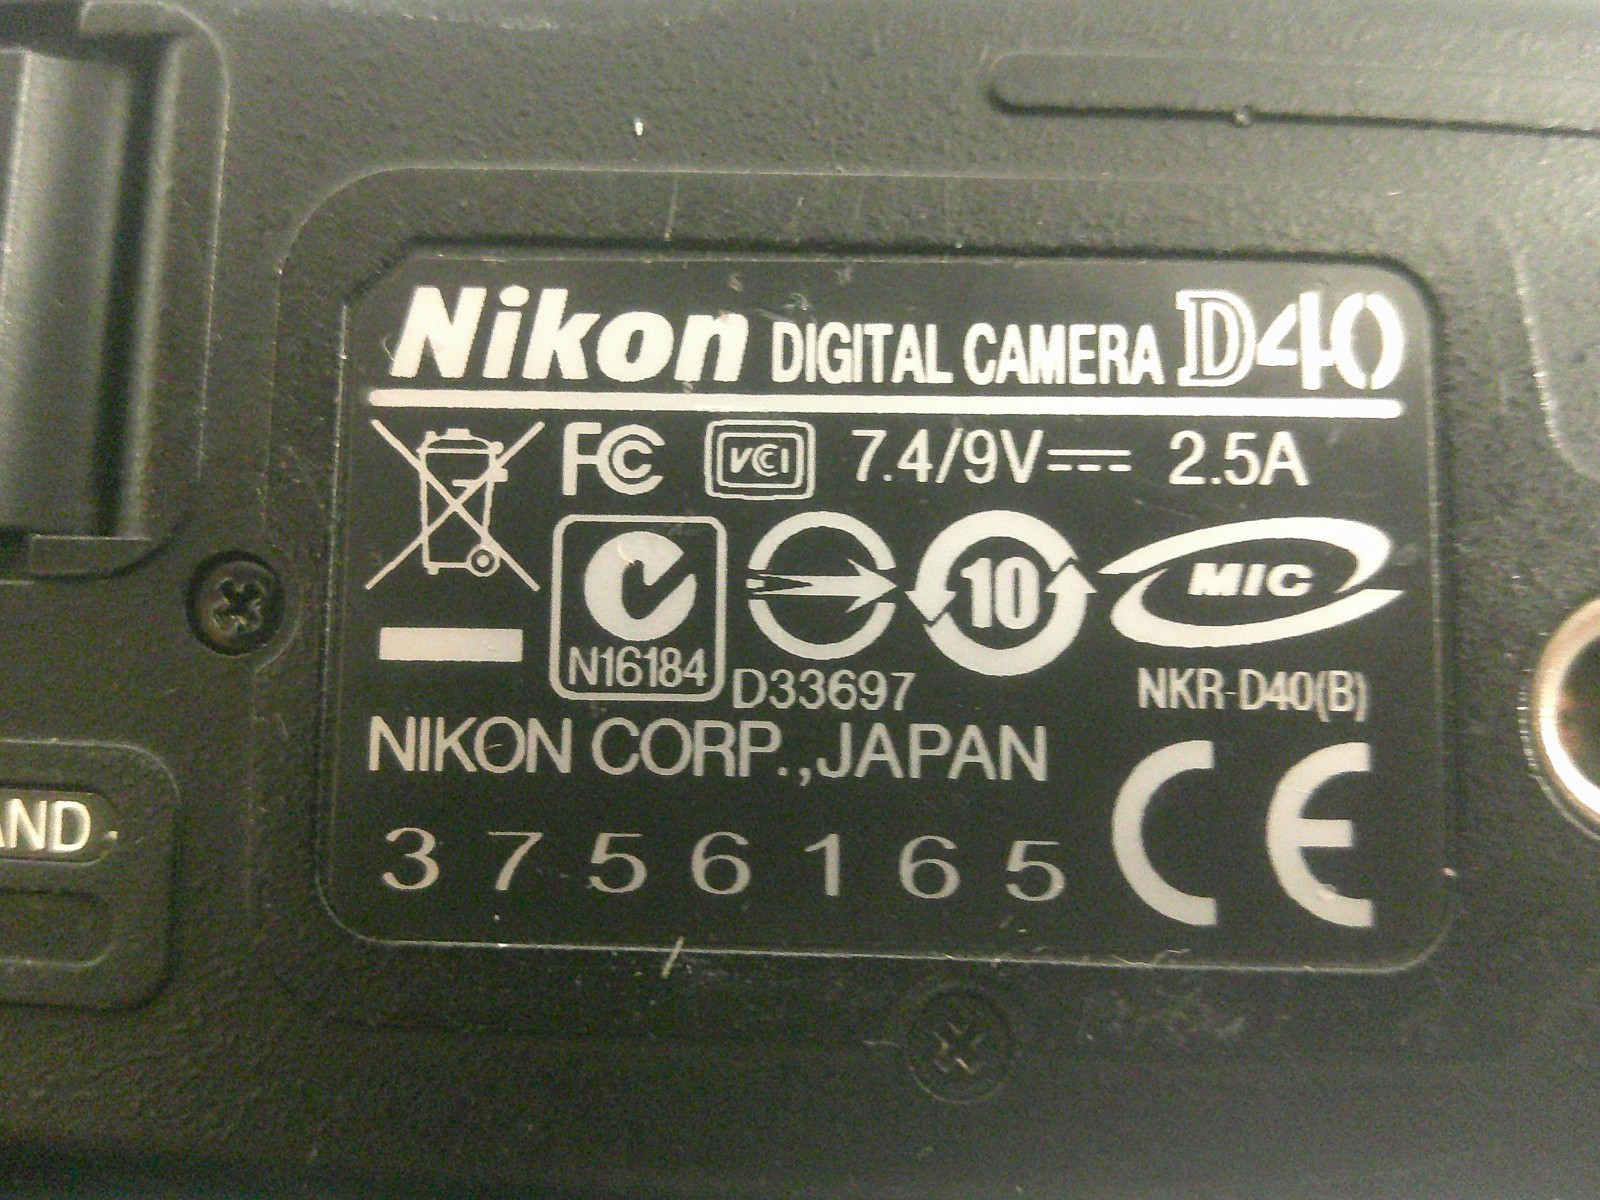 Nikon DIGITAL CAMERA D40
FC VCCI 7.4/9V⎓ 2.5A
10 MIC
N16184 D33697 NKR-D40(B)
NIKON CORP.,JAPAN
3756165 CE
AND